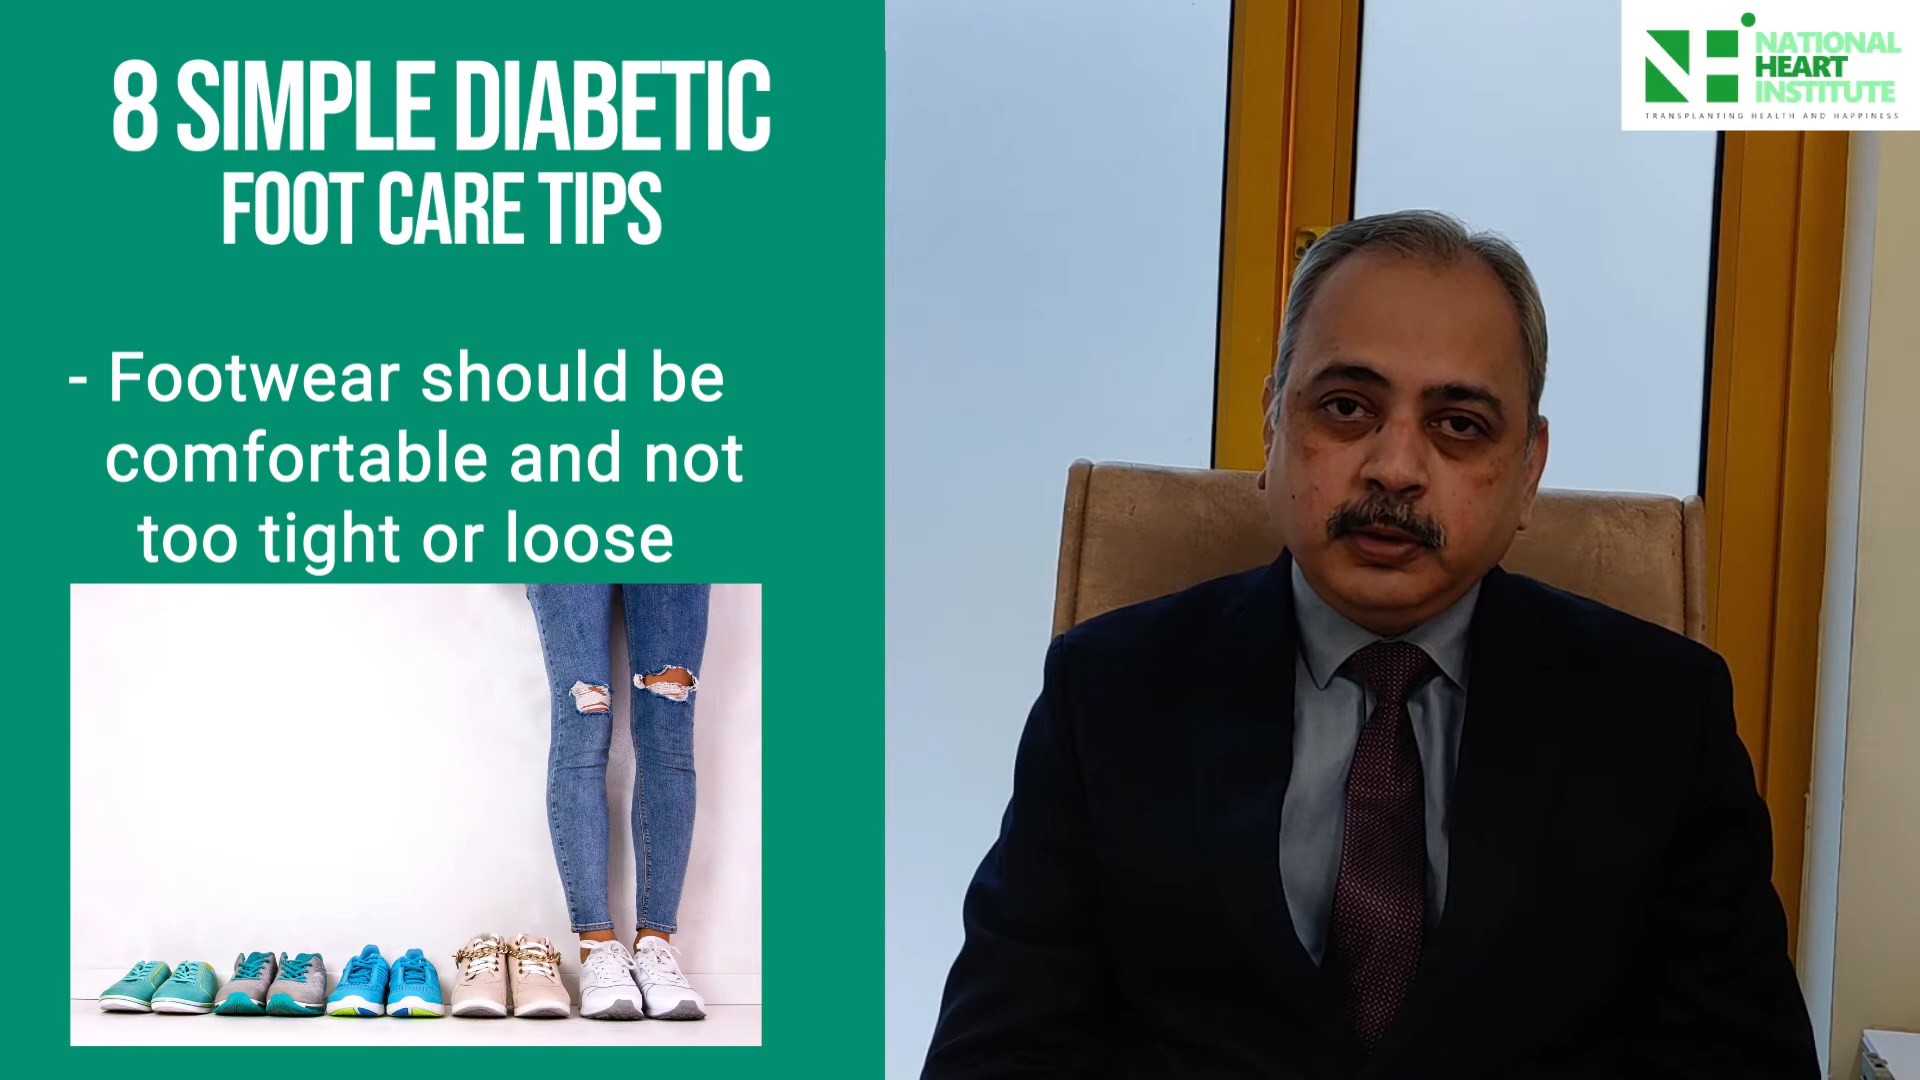 8 SIMPLE DIABETIC
FOOT CARE TIPS
- Footwear should be
comfortable and not
too tight or loose
NATIONAL
HEART
INSTITUTE
TRANSPLANTING HEALTH AND HAPPINESS